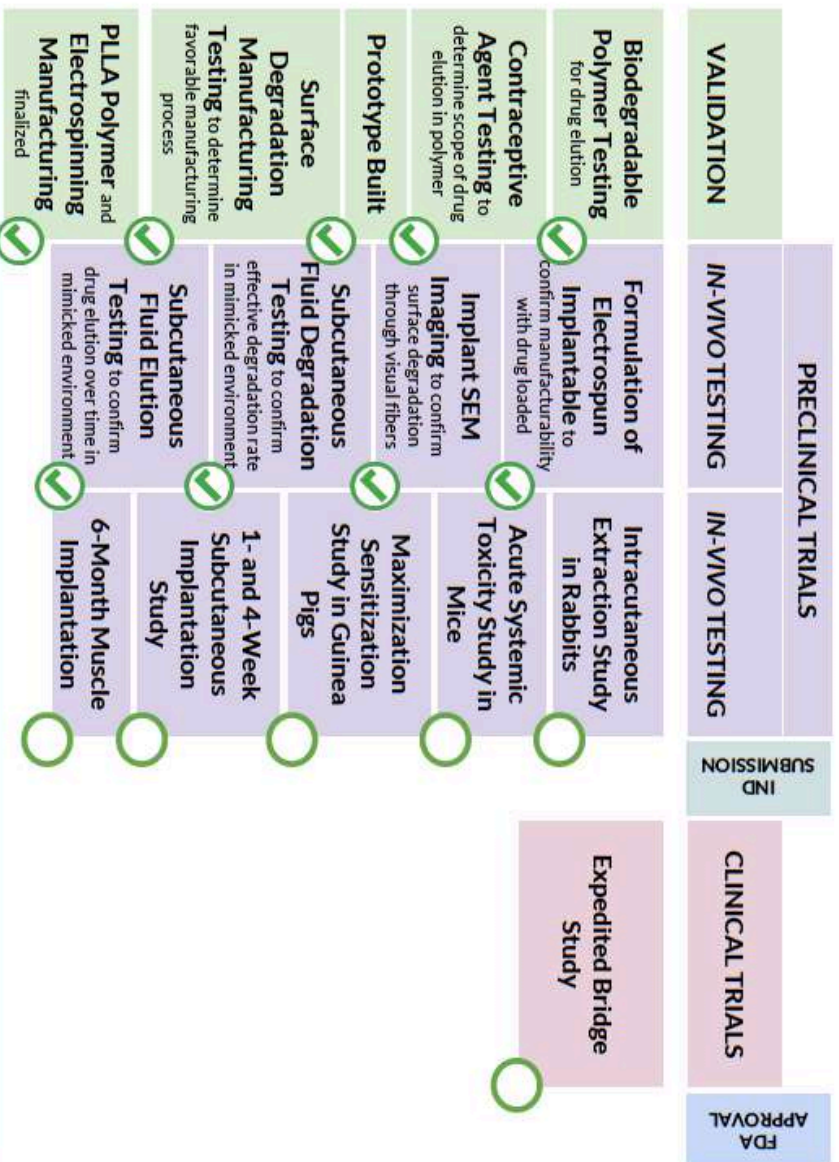 PRECLINICAL TRIALS
VALIDATION
IN-VIVO TESTING
IN-VIVO TESTING
IND
SUBMISSION
CLINICAL TRIALS
FDA
APPROVAL
Biodegradable
Polymer Testing
for drug elution
Contraceptive
Agent Testing to
determine scope of drug
elution in polymer
Prototype Built
Surface
Degradation
Manufacturing
Testing to determine
favorable manufacturing
process
PLLA Polymer and
Electrospinning
Manufacturing
finalized
Formulation of
Electrospun
Implantable to
confirm manufacturability
with drug loaded
Implant SEM
Imaging to confirm
surface degradation
through visual fibers
Subcutaneous
Fluid Degradation
Testing to confirm
effective degradation rate
in mimicked environment
Subcutaneous
Fluid Elution
Testing to confirm
drug elution over time in
mimicked environment
Intracutaneous
Extraction Study
in Rabbits
Acute Systemic
Toxicity Study in
Mice
Maximization
Sensitization
Study in Guinea
Pigs
1- and 4-Week
Subcutaneous
Implantation
Study
6-Month Muscle
Implantation
Expedited Bridge
Study